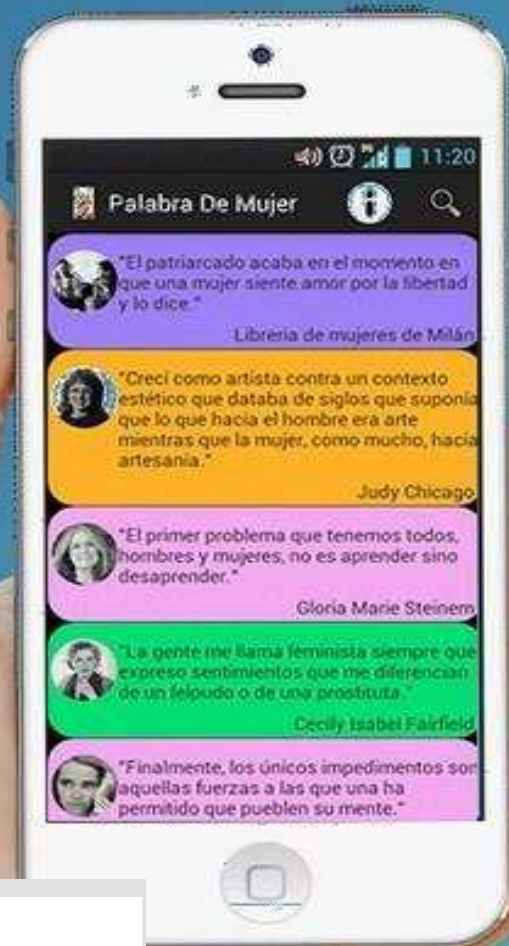 11:20
Palabra De Mujer
"El patriarcado acaba en el momento en
que una mujer siente amor por la libertad
y lo dice."
Libreria de mujeres de Milán
"Crecí como artista contra un contexto
estético que databa de siglos que suponía
que lo que hacia el hombre era arte
mientras que la mujer, como mucho, hacía
artesanía."
Judy Chicago
"El primer problema que tenemos todos,
hombres y mujeres, no es aprender sino
desaprender."
Gloria Marie Steinem
"La gente me llama feminista siempre que
expreso sentimientos que me diferencian
de un felpudo o de una prostituta."
Cecily Isabel Fairfield
"Finalmente, los únicos impedimentos son
aquellas fuerzas a las que una ha
permitido que pueblen su mente."